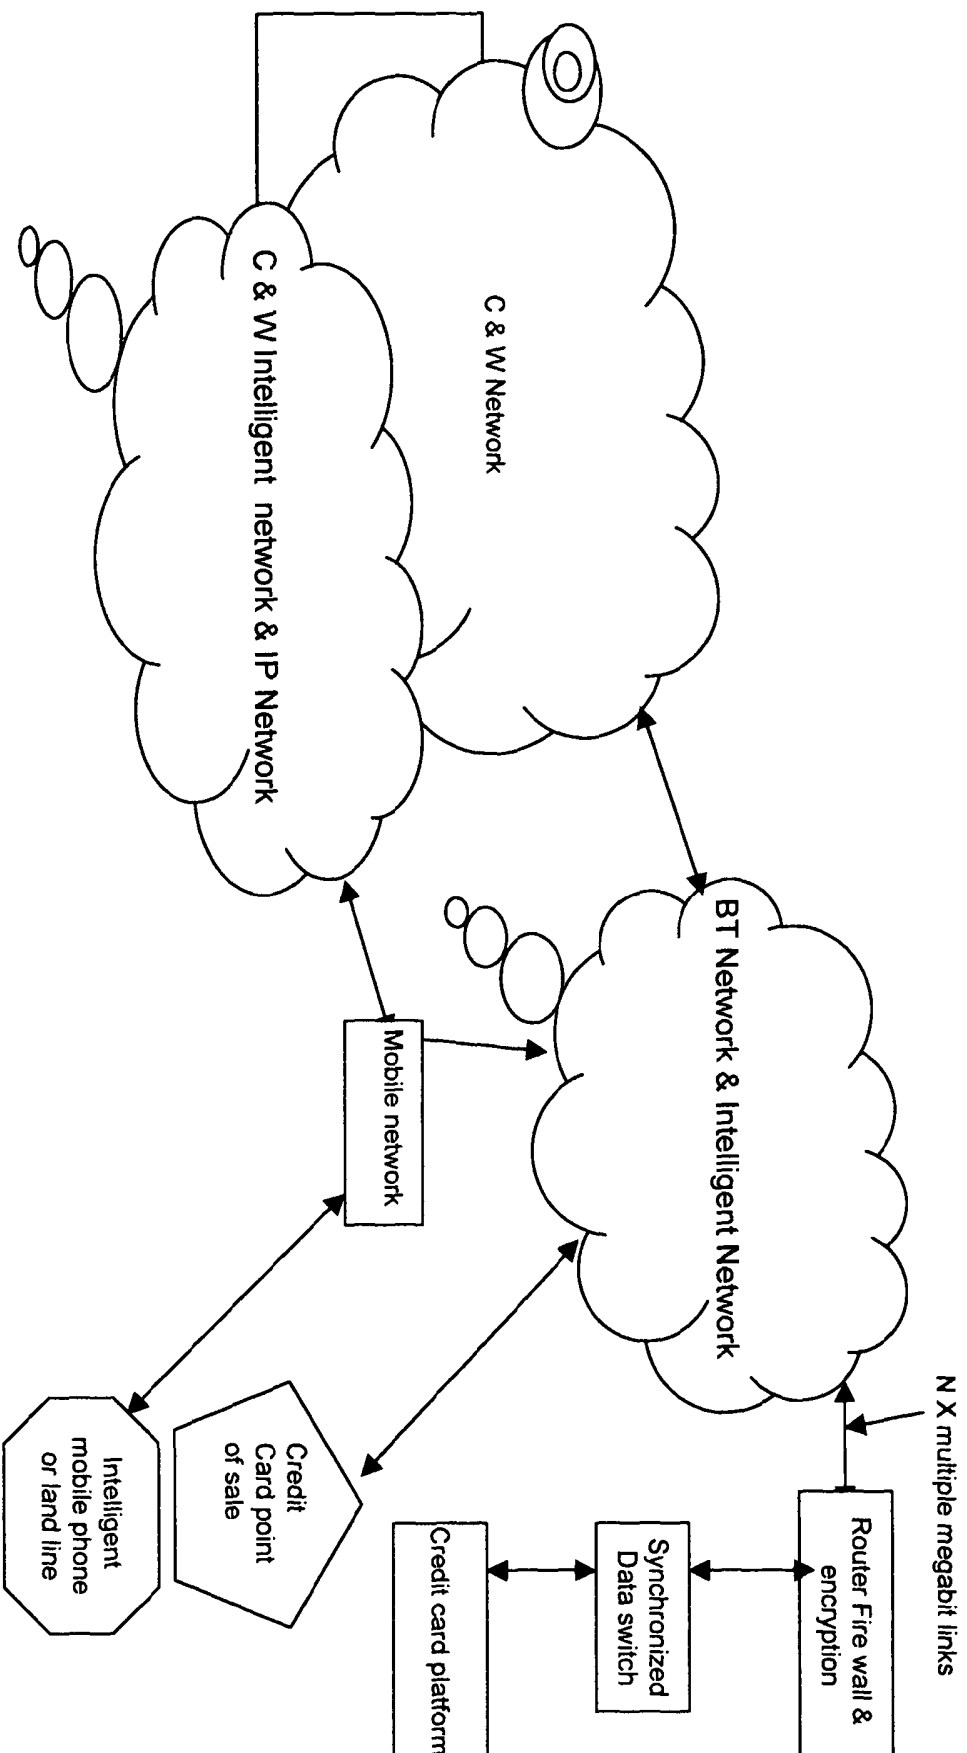 N X multiple megabit links
Router Fire wall &
encryption
BT Network & Intelligent Network
Synchronized
Data switch
C & W Network
Credit card platform
Mobile network
C & W Intelligent network & IP Network
Credit
Card point
of sale
Intelligent
mobile phone
or land line